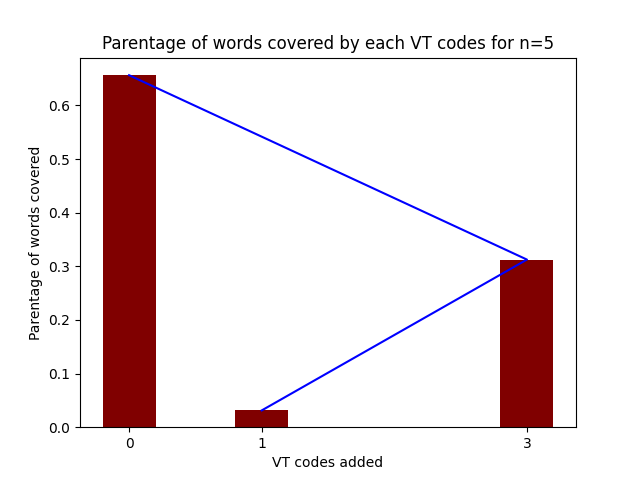 Parentage of words covered by each VT codes for n=5
Parentage of words covered
0.6
0.5
0.4
0.3
0.2
0.1
0.0
0 1 3
VT codes added